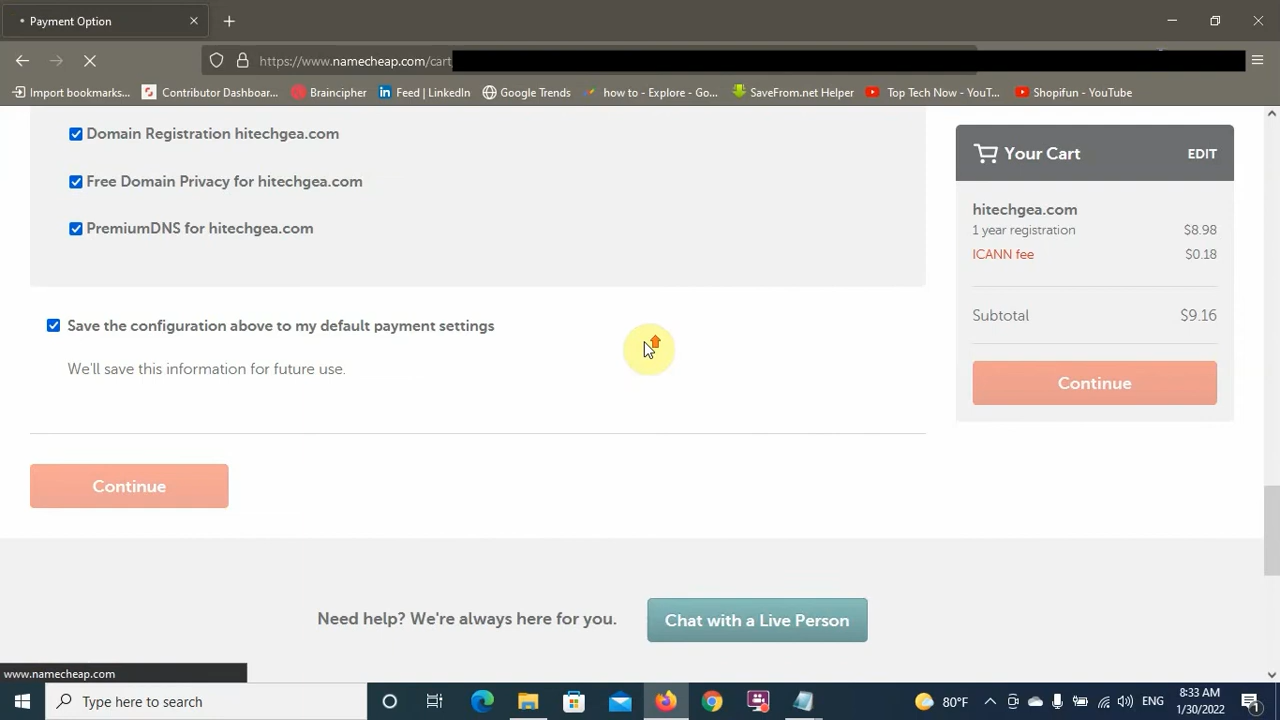 Payment Option
https://www.namecheap.com/cart
Import bookmarks...
Contributor Dashboar...
Braincipher
Feed | LinkedIn
Google Trends
how to - Explore - Go...
SaveFrom.net Helper
Top Tech Now - YouT...
Shopifun - YouTube
Domain Registration hitechgea.com
Free Domain Privacy for hitechgea.com
PremiumDNS for hitechgea.com
Save the configuration above to my default payment settings
We'll save this information for future use.
Continue
Your Cart
EDIT
hitechgea.com
1 year registration $8.98
ICANN fee $0.18
Subtotal $9.16
Continue
Need help? We're always here for you.
Chat with a Live Person
www.namecheap.com
Type here to search
80°F
ENG
8:33 AM
1/30/2022
1